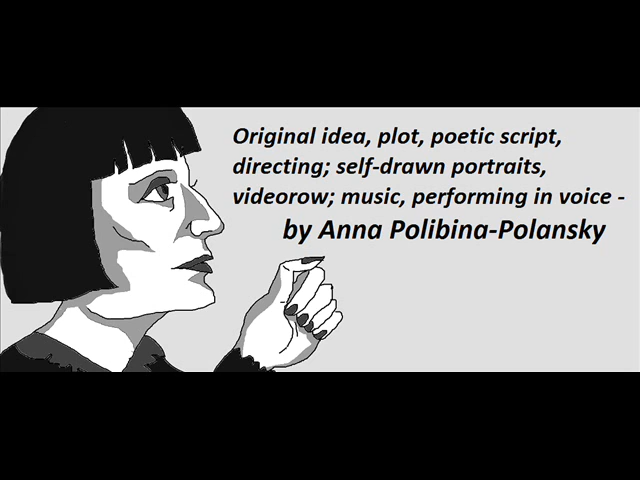 Original idea, plot, poetic script,
directing; self-drawn portraits,
videorow; music, performing in voice -
by Anna Polibina-Polansky